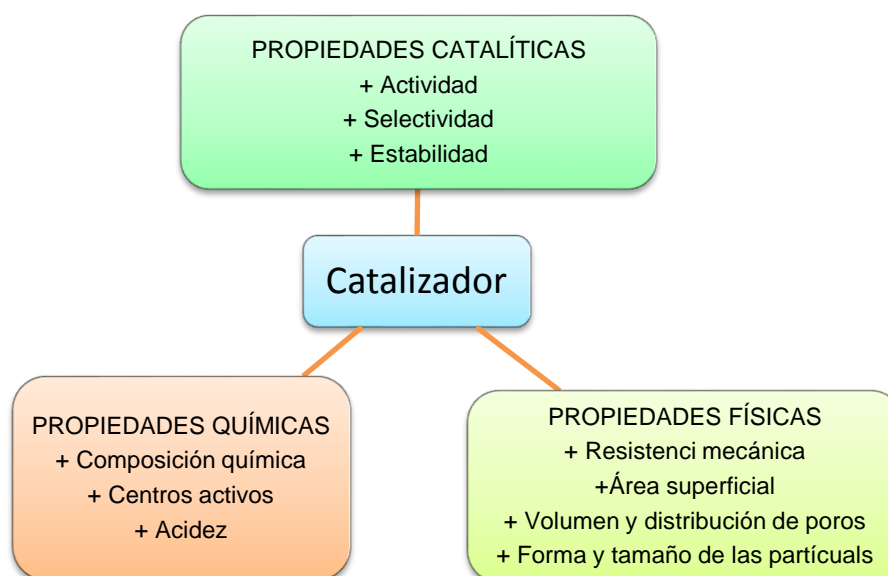 PROPIEDADES CATALÍTICAS
+ Actividad
+ Selectividad
+ Estabilidad
Catalizador
PROPIEDADES QUÍMICAS
+ Composición química
+ Centros activos
+ Acidez
PROPIEDADES FÍSICAS
+ Resistenci mecánica
+Área superficial
+ Volumen y distribución de poros
+ Forma y tamaño de las partícuals